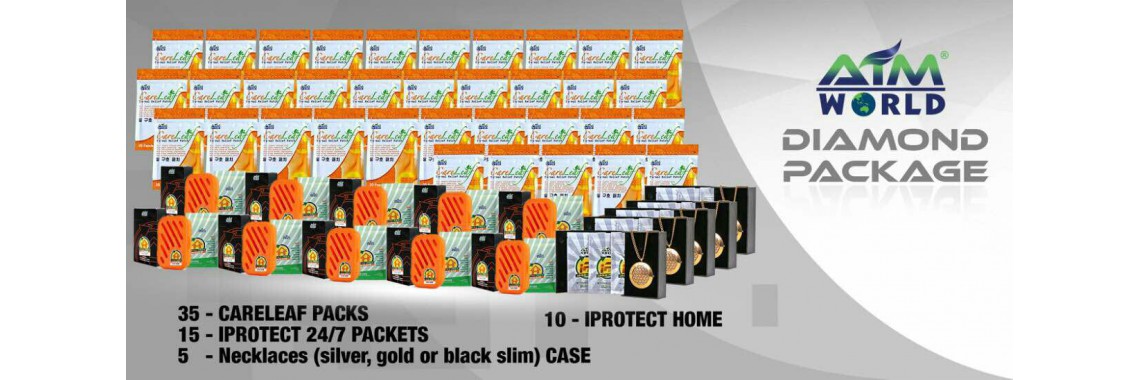 AIM®
WORLD
DIAMOND
PACKAGE
CareLeaf
35 - CARELEAF PACKS
15 - IPROTECT 24/7 PACKETS
5 - Necklaces (silver, gold or black slim) CASE
10 - IPROTECT HOME